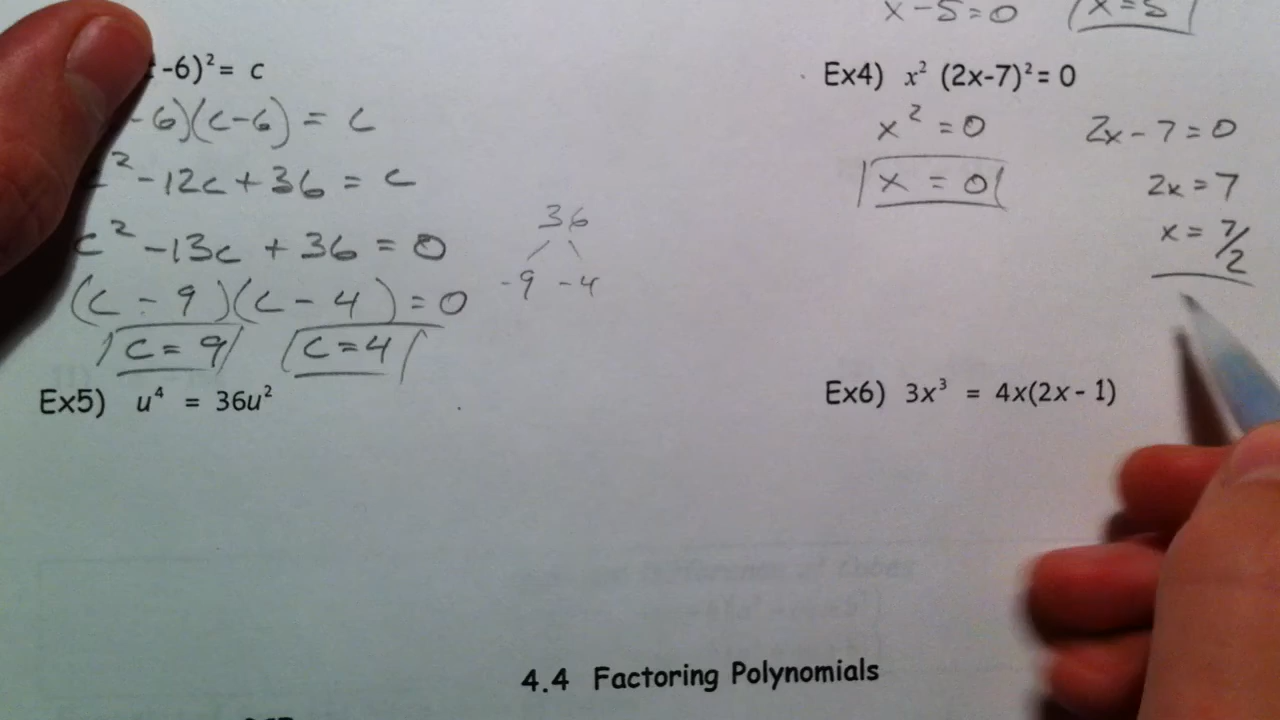 x-5=0 x=5
-6)² = c
-6)(c-6) = c
² -12c+36 = c
c² -13c + 36 = 0
(c - 9)(c - 4) = 0
c = 9 c=4
36
-9 -4
Ex4) x² (2x-7)² = 0
x² = 0 2x-7=0
x = 0 2x=7
x = 7/2
Ex5) u⁴ = 36u²
Ex6) 3x³ = 4x(2x - 1)
4.4 Factoring Polynomials